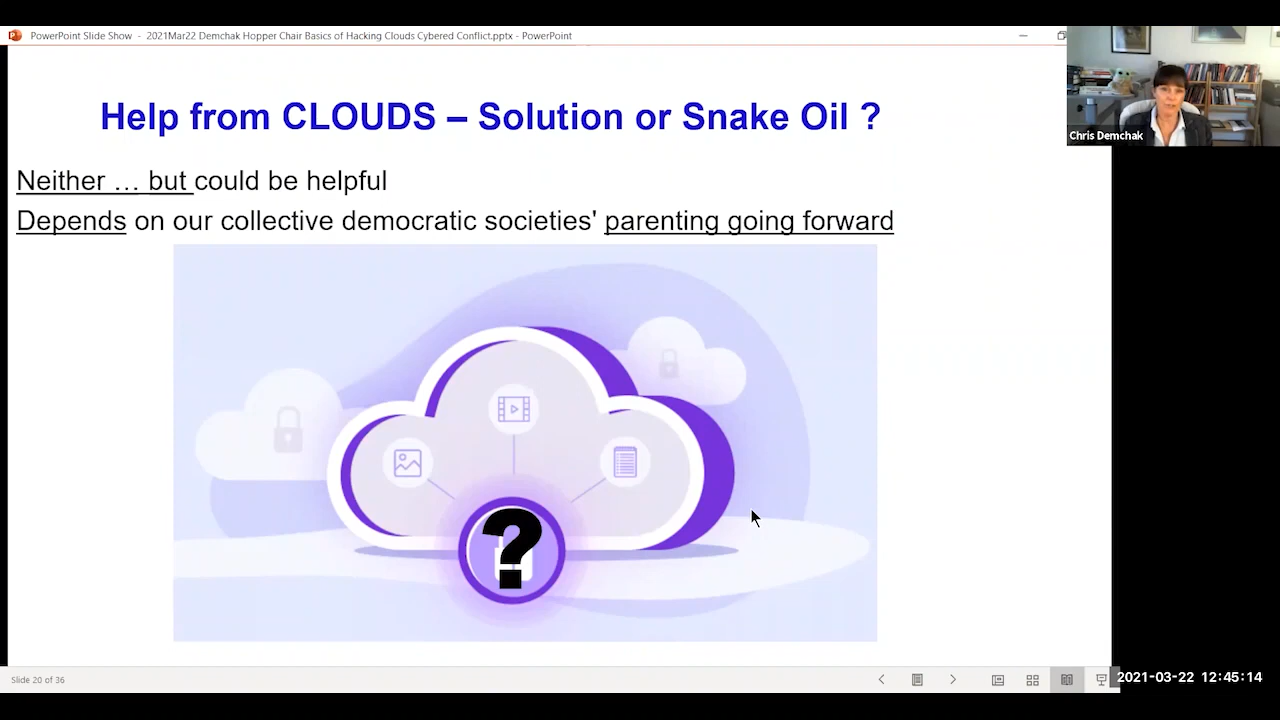 PowerPoint Slide Show - 2021Mar22 Demchak Hopper Chair Basics of Hacking Clouds Cybered Conflict.pptx - PowerPoint
Help from CLOUDS – Solution or Snake Oil ?
Chris Demchak
Neither … but could be helpful
Depends on our collective democratic societies' parenting going forward
?
Slide 20 of 36
2021-03-22 12:45:14